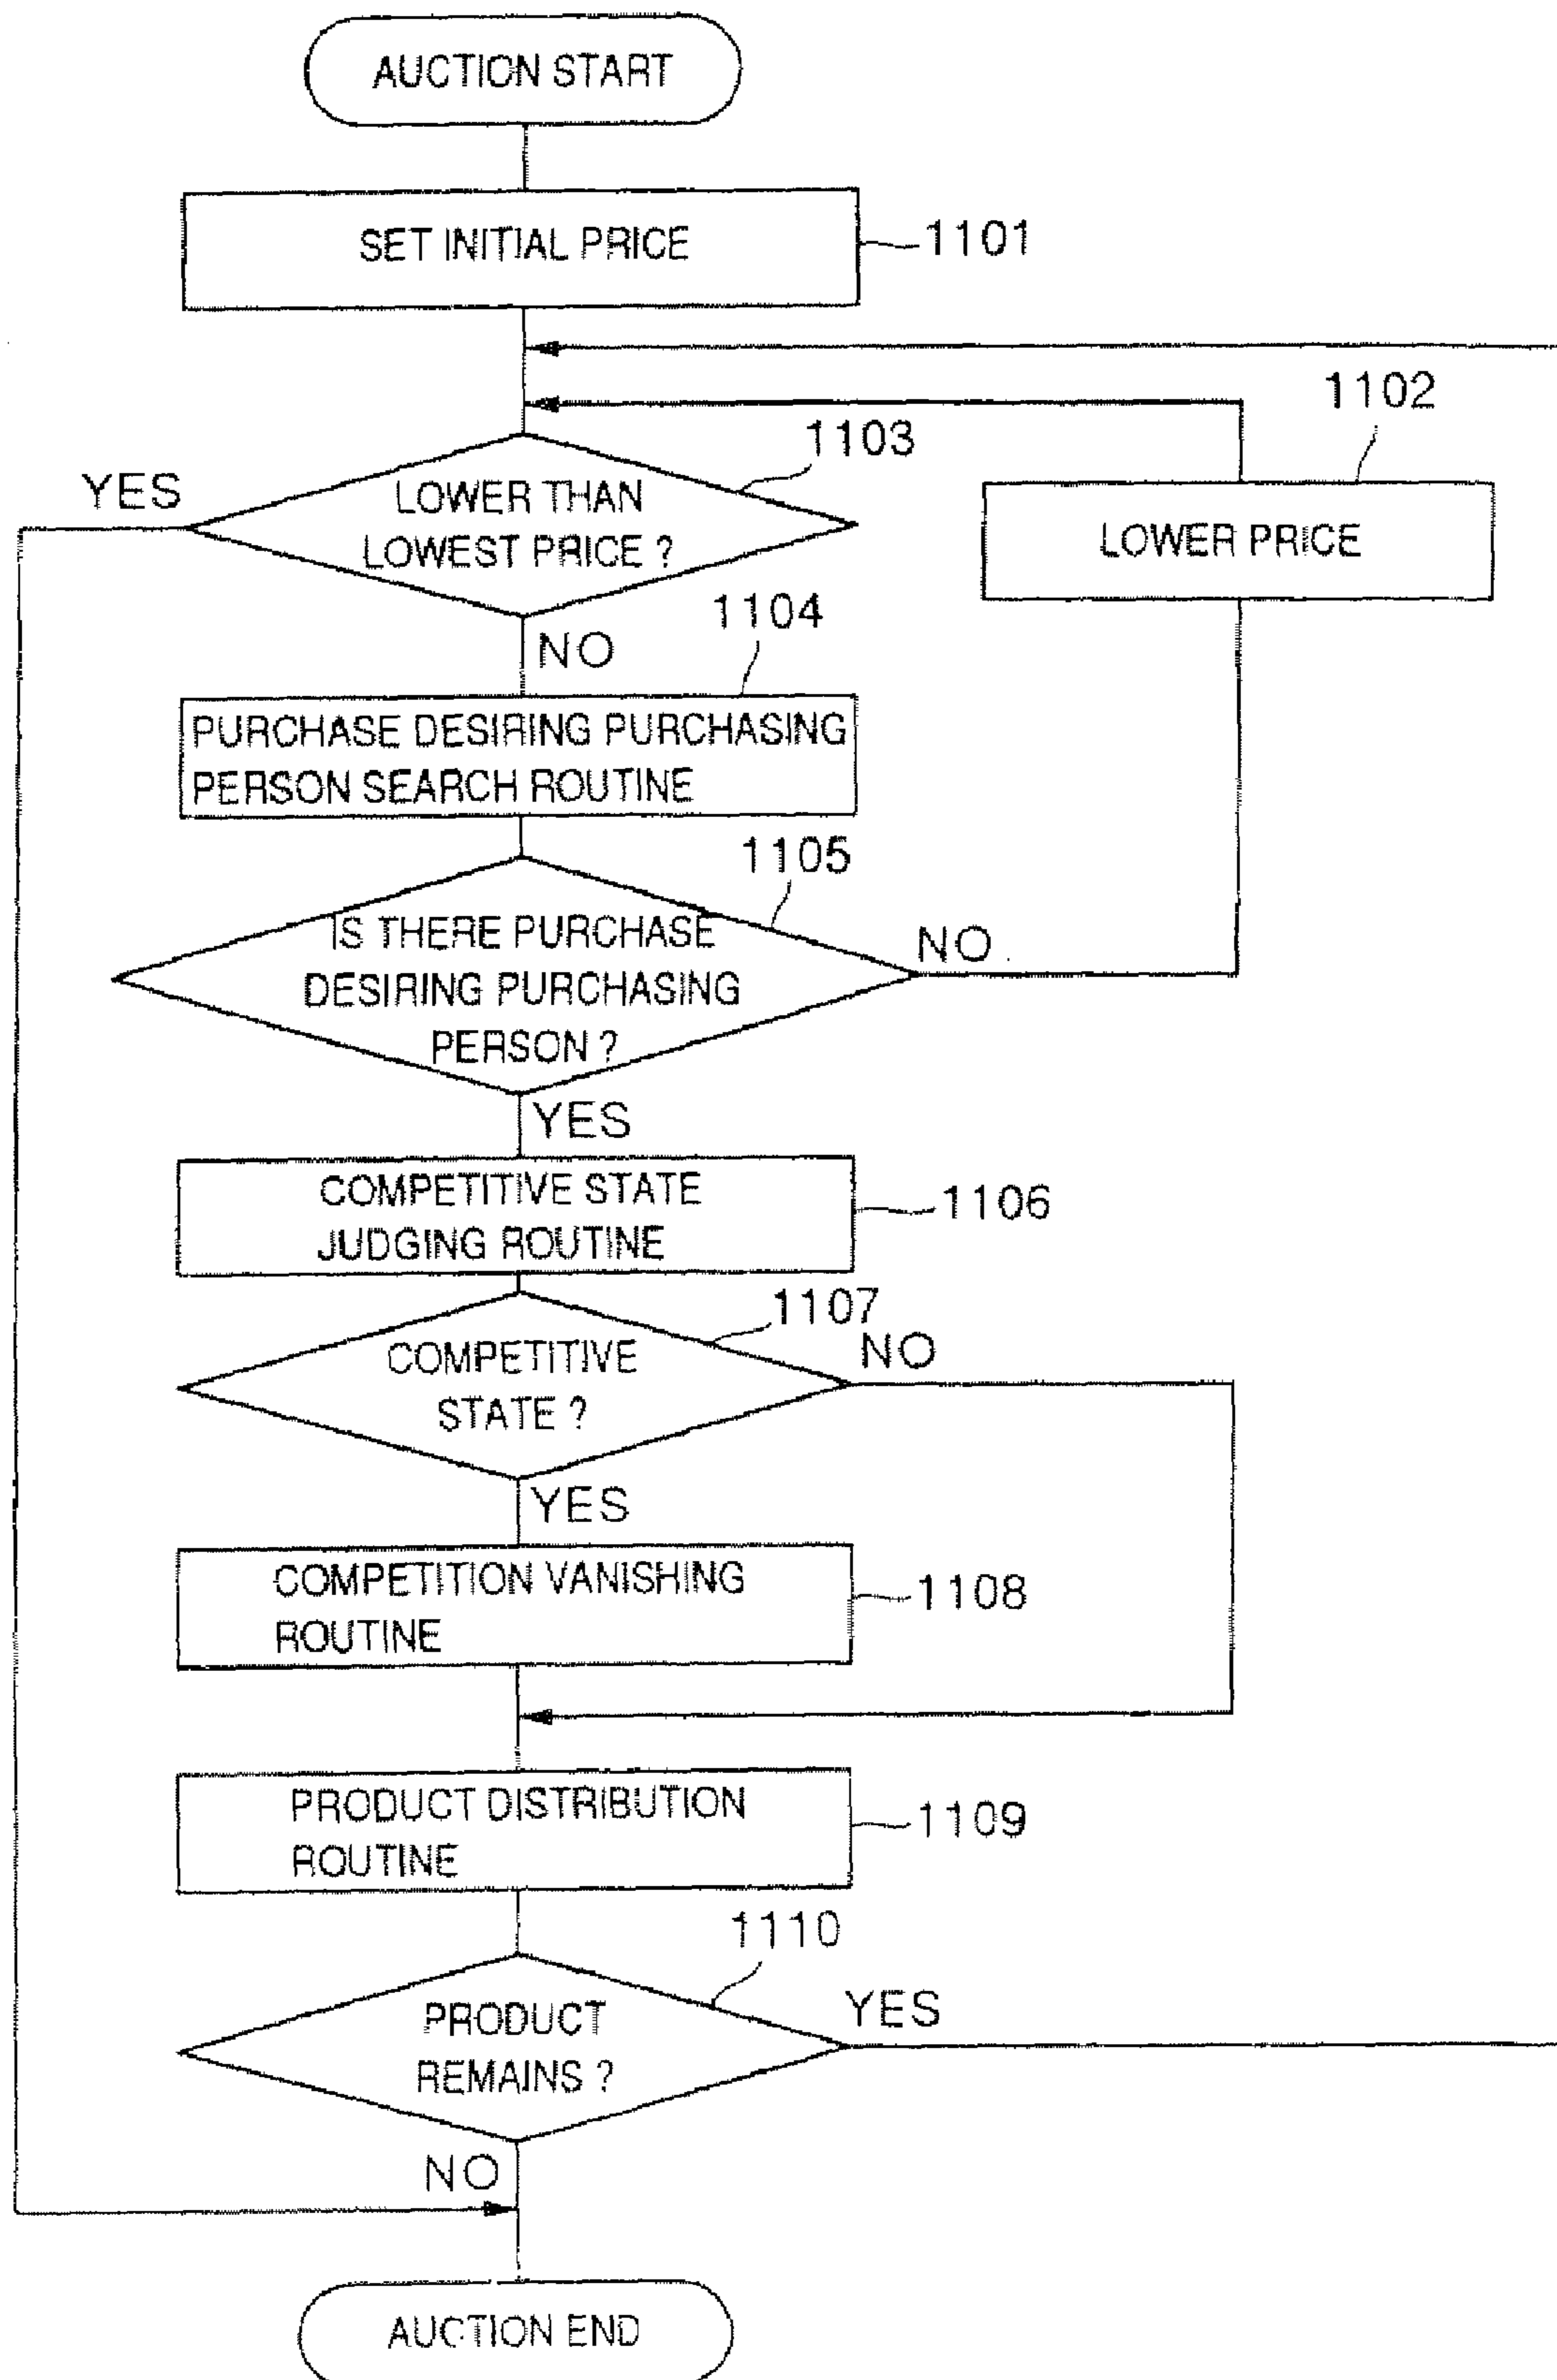 AUCTION START
SET INITIAL PRICE
1101
1102
1103
YES
LOWER THAN
LOWEST PRICE ?
LOWER PRICE
1104
NO
PURCHASE DESIRING PURCHASING
PERSON SEARCH ROUTINE
1105
IS THERE PURCHASE
DESIRING PURCHASING
PERSON ?
NO
YES
COMPETITIVE STATE
JUDGING ROUTINE
1106
1107
COMPETITIVE
STATE ?
NO
YES
COMPETITION VANISHING
ROUTINE
1108
PRODUCT DISTRIBUTION
ROUTINE
1109
1110
PRODUCT
REMAINS ?
YES
NO
AUCTION END